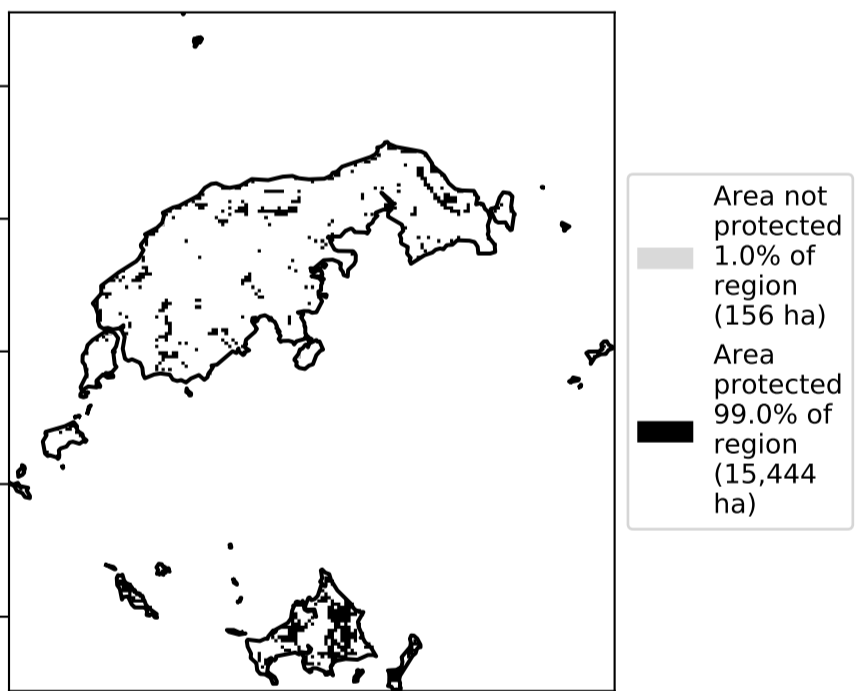 Area not
protected
1.0% of
region
(156 ha)
Area
protected
99.0% of
region
(15,444
ha)